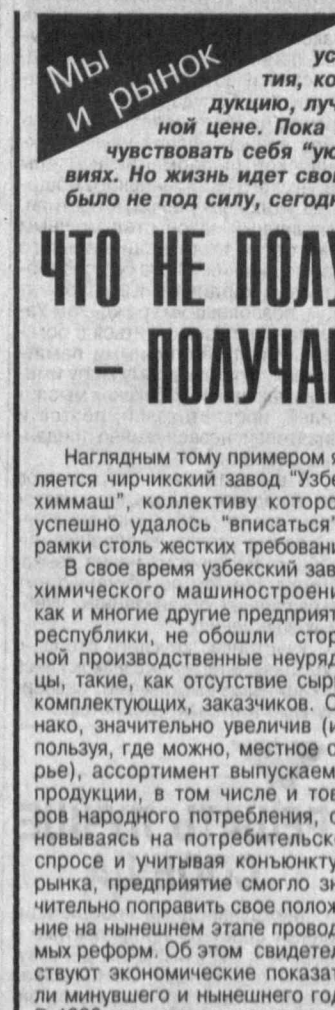 Мы
и рынок
ус
тия, ко
дукцию, луч
ной цене. Пока
чувствовать себя "ую
виях. Но жизнь идет сво
было не под силу, сегод
ЧТО НЕ ПОЛУ
– ПОЛУЧА
Наглядным тому примером я
ляется чирчикский завод "Узбе
химмаш", коллективу которо
успешно удалось "вписаться"
рамки столь жестких требовани
В свое время узбекский зав
химического машиностроени
как и многие другие предприят
республики, не обошли стор
ной производственные неуряд
цы, такие, как отсутствие сыр
комплектующих, заказчиков. О
нако, значительно увеличив (и
пользуя, где можно, местное с
рье), ассортимент выпускаем
продукции, в том числе и тов
ров народного потребления, о
новываясь на потребительско
спросе и учитывая конъюнкту
рынка, предприятие смогло зн
чительно поправить свое полож
ние на нынешнем этапе провод
мых реформ. Об этом свидетел
ствуют экономические показат
ли минувшего и нынешнего год